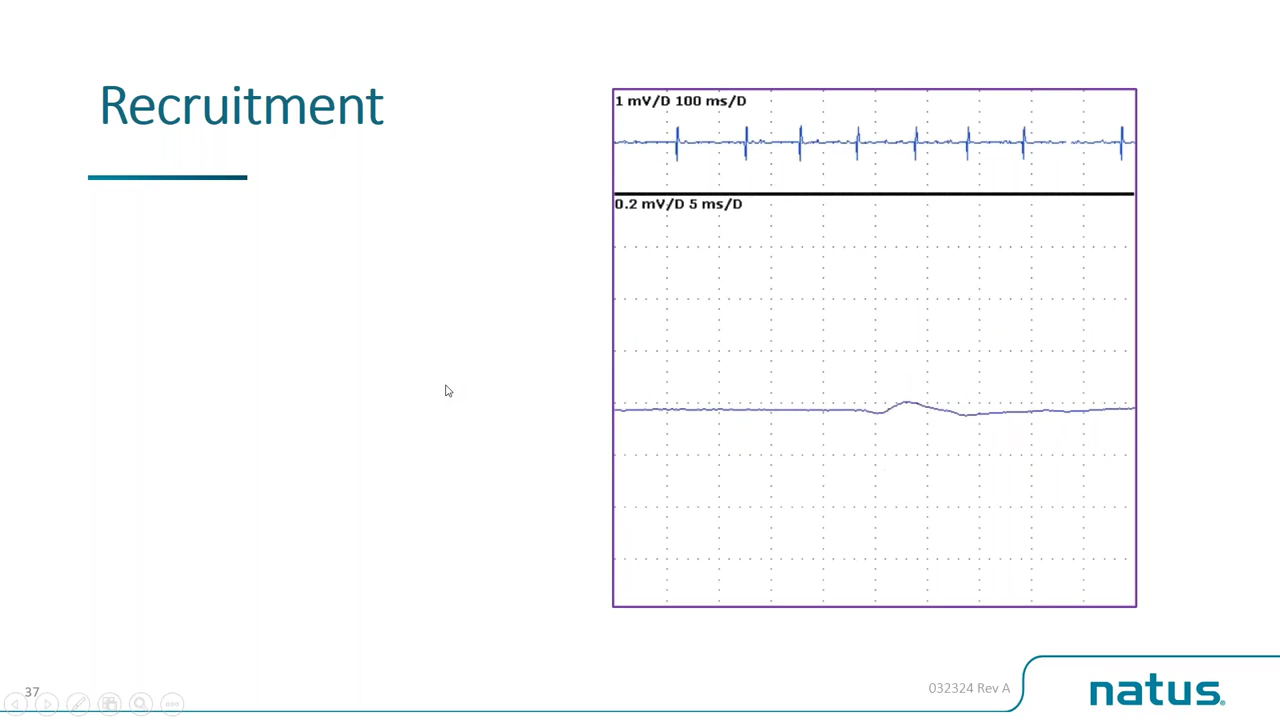 Recruitment
1 mV/D 100 ms/D
0.2 mV/D 5 ms/D
37
032324 Rev A
natus.